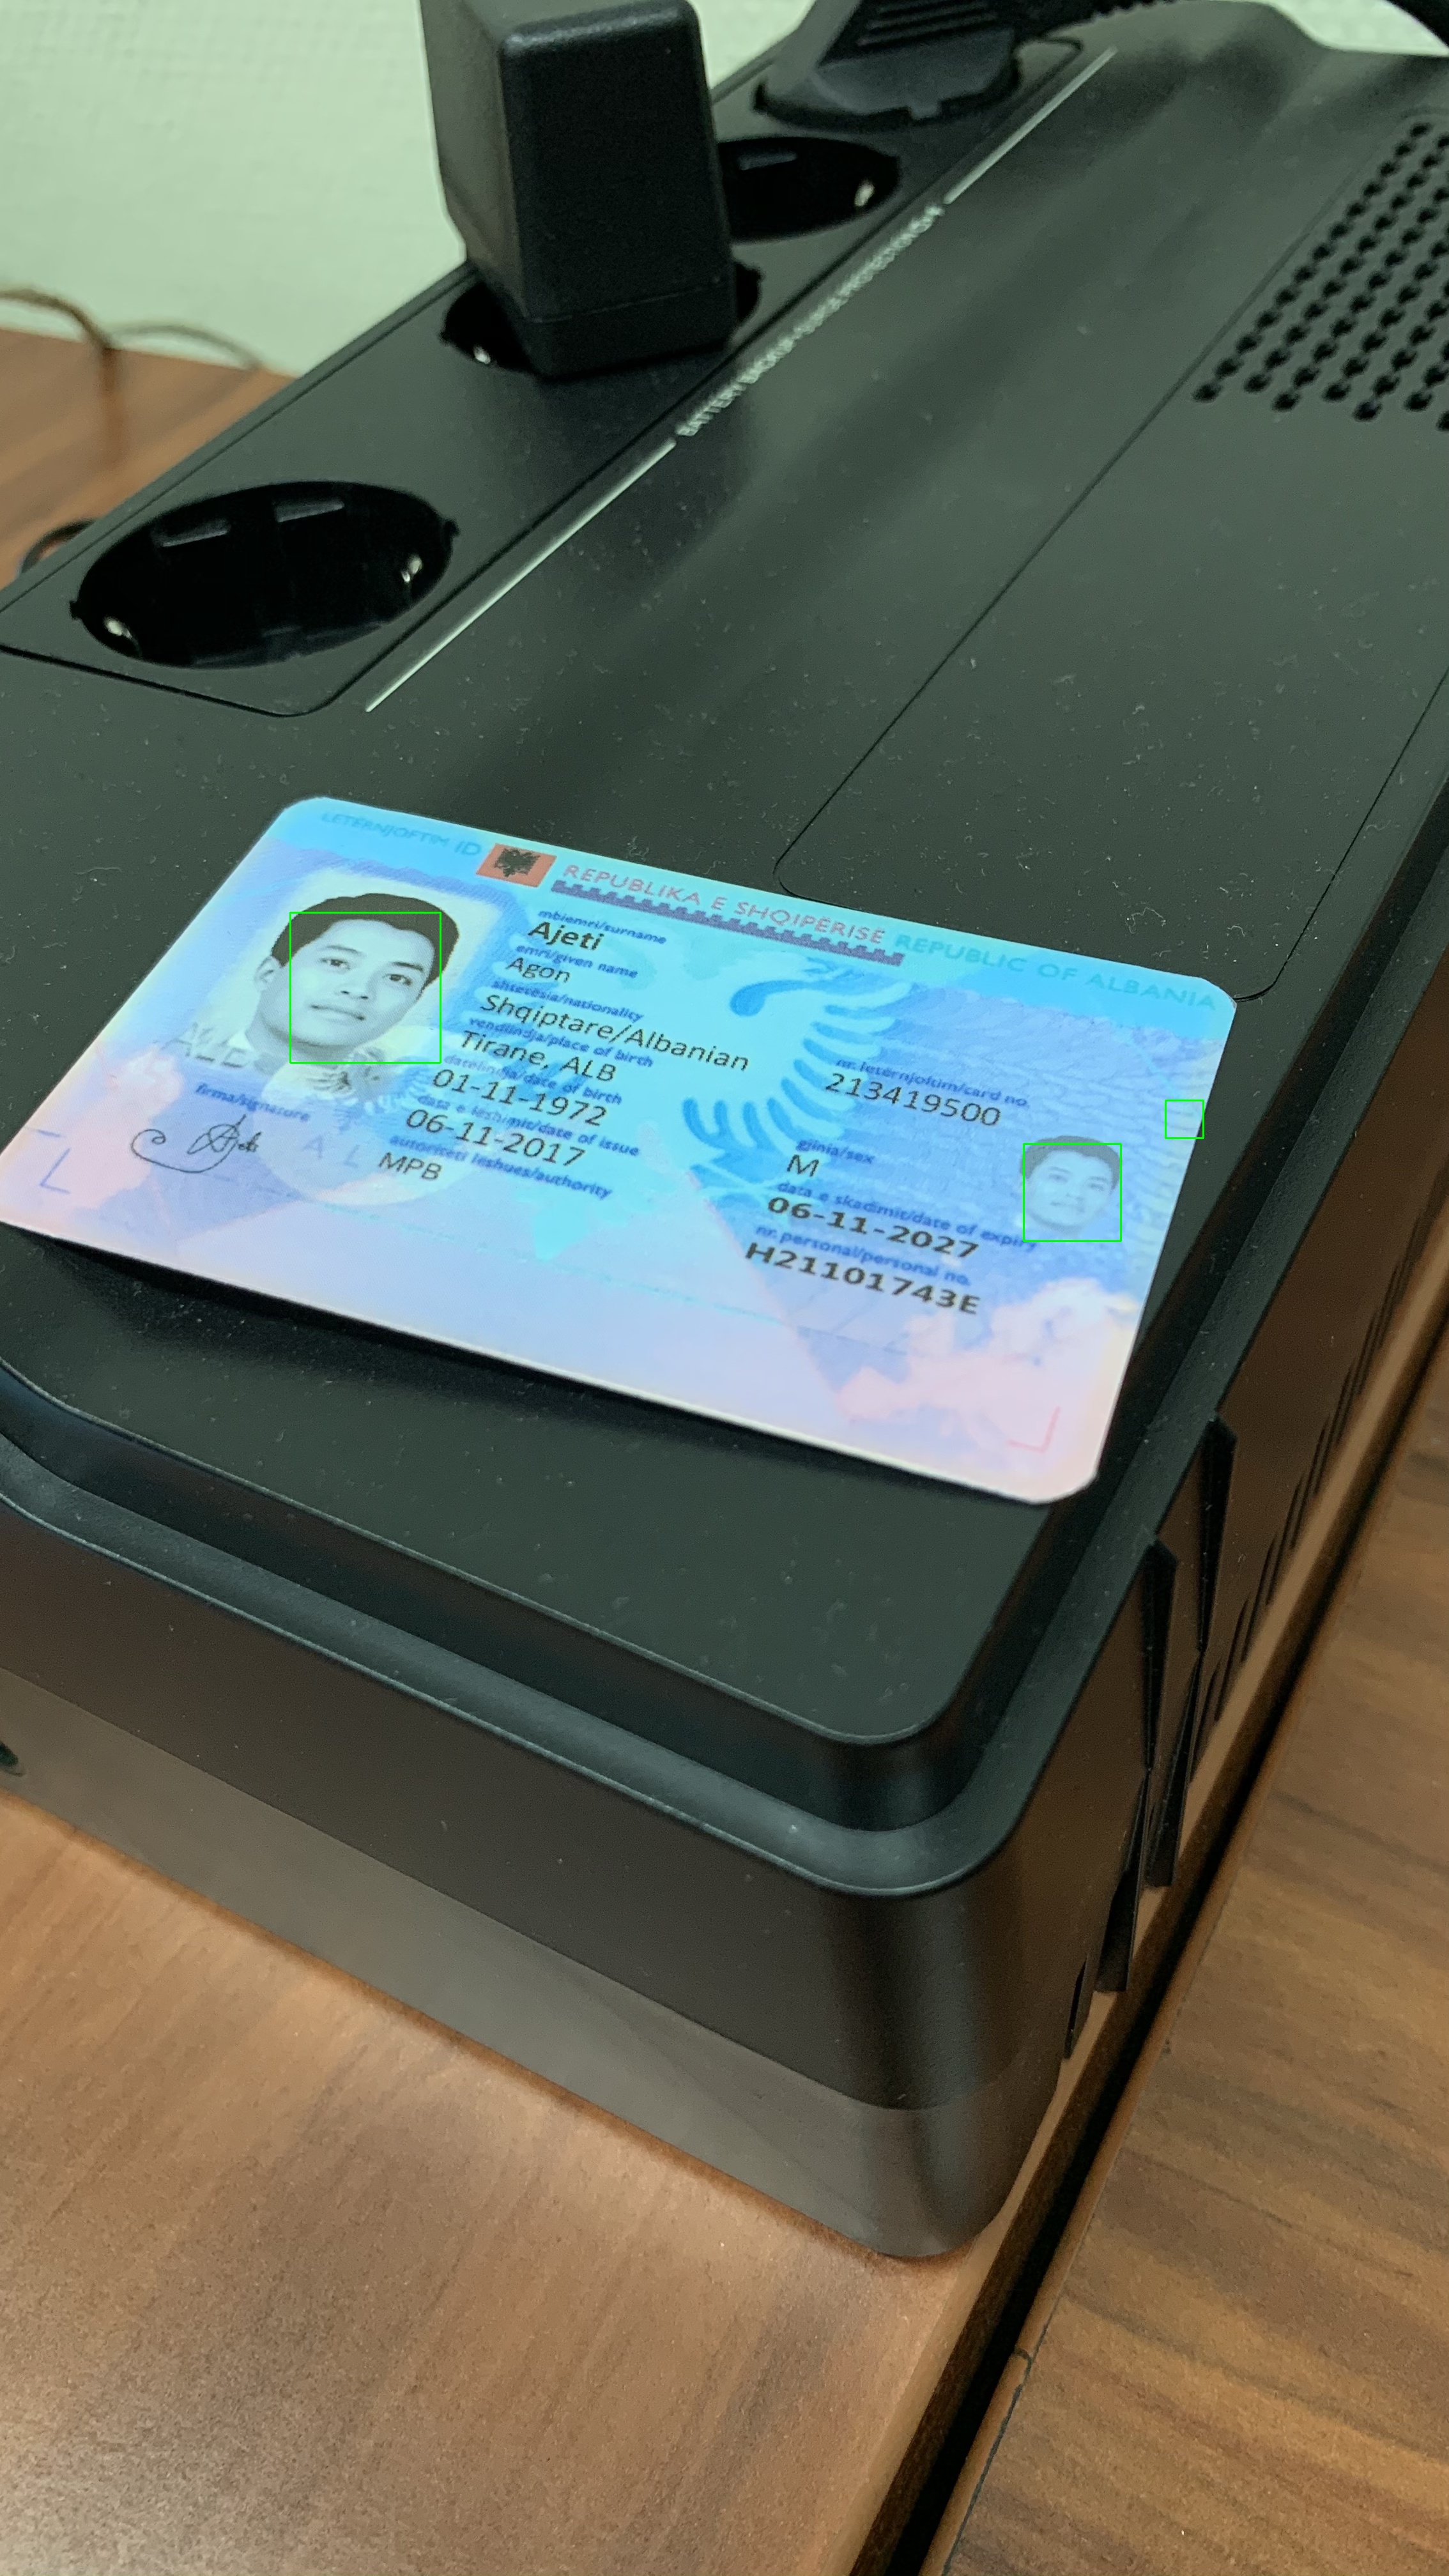 BATTERY BACKUP+SURGE PROTECTION
LETERNJOFTIM ID
REPUBLIKA E SHQIPERISE
REPUBLIC OF ALBANIA
mbiemri/surname
Ajeti
emri/given name
Agon
shtetesia/nationality
Shqiptare/Albanian
vendlindja/place of birth
Tirane, ALB
datelindja/date of birth
01-11-1972
data e leshimit/date of issue
06-11-2017
autoriteti leshues/authority
MPB
firma/signature
Ajeti
AL
nr. leternjoftim/card no.
213419500
gjinia/sex
M
data e skadimit/date of expiry
06-11-2027
nr. personal/personal no.
H21101743E